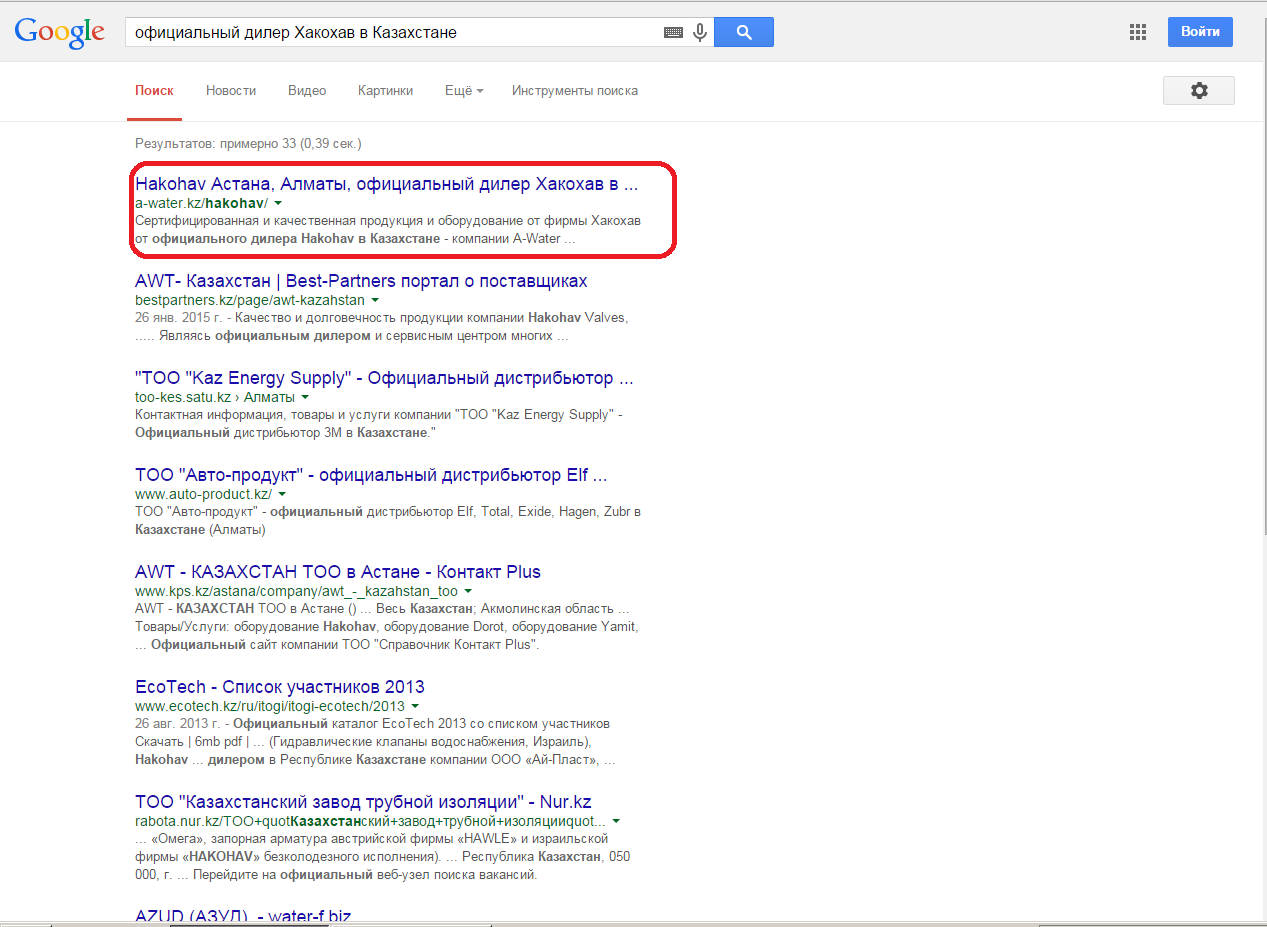 Google
официальный дилер Хакохав в Казахстане
Войти
Поиск Новости Видео Картинки Ещё Инструменты поиска
Результатов: примерно 33 (0,39 сек.)
Hakohav Астана, Алматы, официальный дилер Хакохав в ...
a-water.kz/hakohav/
Сертифицированная и качественная продукция и оборудование от фирмы Хакохав
от официального дилера Hakohav в Казахстане - компании A-Water ...
AWT- Казахстан | Best-Partners портал о поставщиках
bestpartners.kz/page/awt-kazahstan
26 янв. 2015 г. - Качество и долговечность продукции компании Hakohav Valves,
..... Являясь официальным дилером и сервисным центром многих ...
"ТОО "Kaz Energy Supply" - Официальный дистрибьютор ...
too-kes.satu.kz › Алматы
Контактная информация, товары и услуги компании "ТОО "Kaz Energy Supply" -
Официальный дистрибьютор 3М в Казахстане."
ТОО "Авто-продукт" - официальный дистрибьютор Elf ...
www.auto-product.kz/
ТОО "Авто-продукт" - официальный дистрибьютор Elf, Total, Exide, Hagen, Zubr в
Казахстане (Алматы)
AWT - КАЗАХСТАН ТОО в Астане - Контакт Plus
www.kps.kz/astana/company/awt_-_kazahstan_too
AWT - КАЗАХСТАН ТОО в Астане () ... Весь Казахстан; Акмолинская область ...
Товары/Услуги: оборудование Hakohav, оборудование Dorot, оборудование Yamit,
... Официальный сайт компании ТОО "Справочник Контакт Plus".
EcoTech - Список участников 2013
www.ecotech.kz/ru/itogi/itogi-ecotech/2013
26 авг. 2013 г. - Официальный каталог EcoTech 2013 со списком участников
Скачать | 6mb pdf | ... (Гидравлические клапаны водоснабжения, Израиль),
Hakohav ... дилером в Республике Казахстане компании ООО «Ай-Пласт», ...
ТОО "Казахстанский завод трубной изоляции" - Nur.kz
rabota.nur.kz/ТОО+quotКазахстанский+завод+трубной+изоляцииquot...
... «Омега», запорная арматура австрийской фирмы «HAWLE» и израильской
фирмы «HAKOHAV» безколодезного исполнения). ... Республика Казахстан, 050
000, г. ... Перейдите на официальный веб-узел поиска вакансий.
AZUD (АЗУД). - water-f.biz